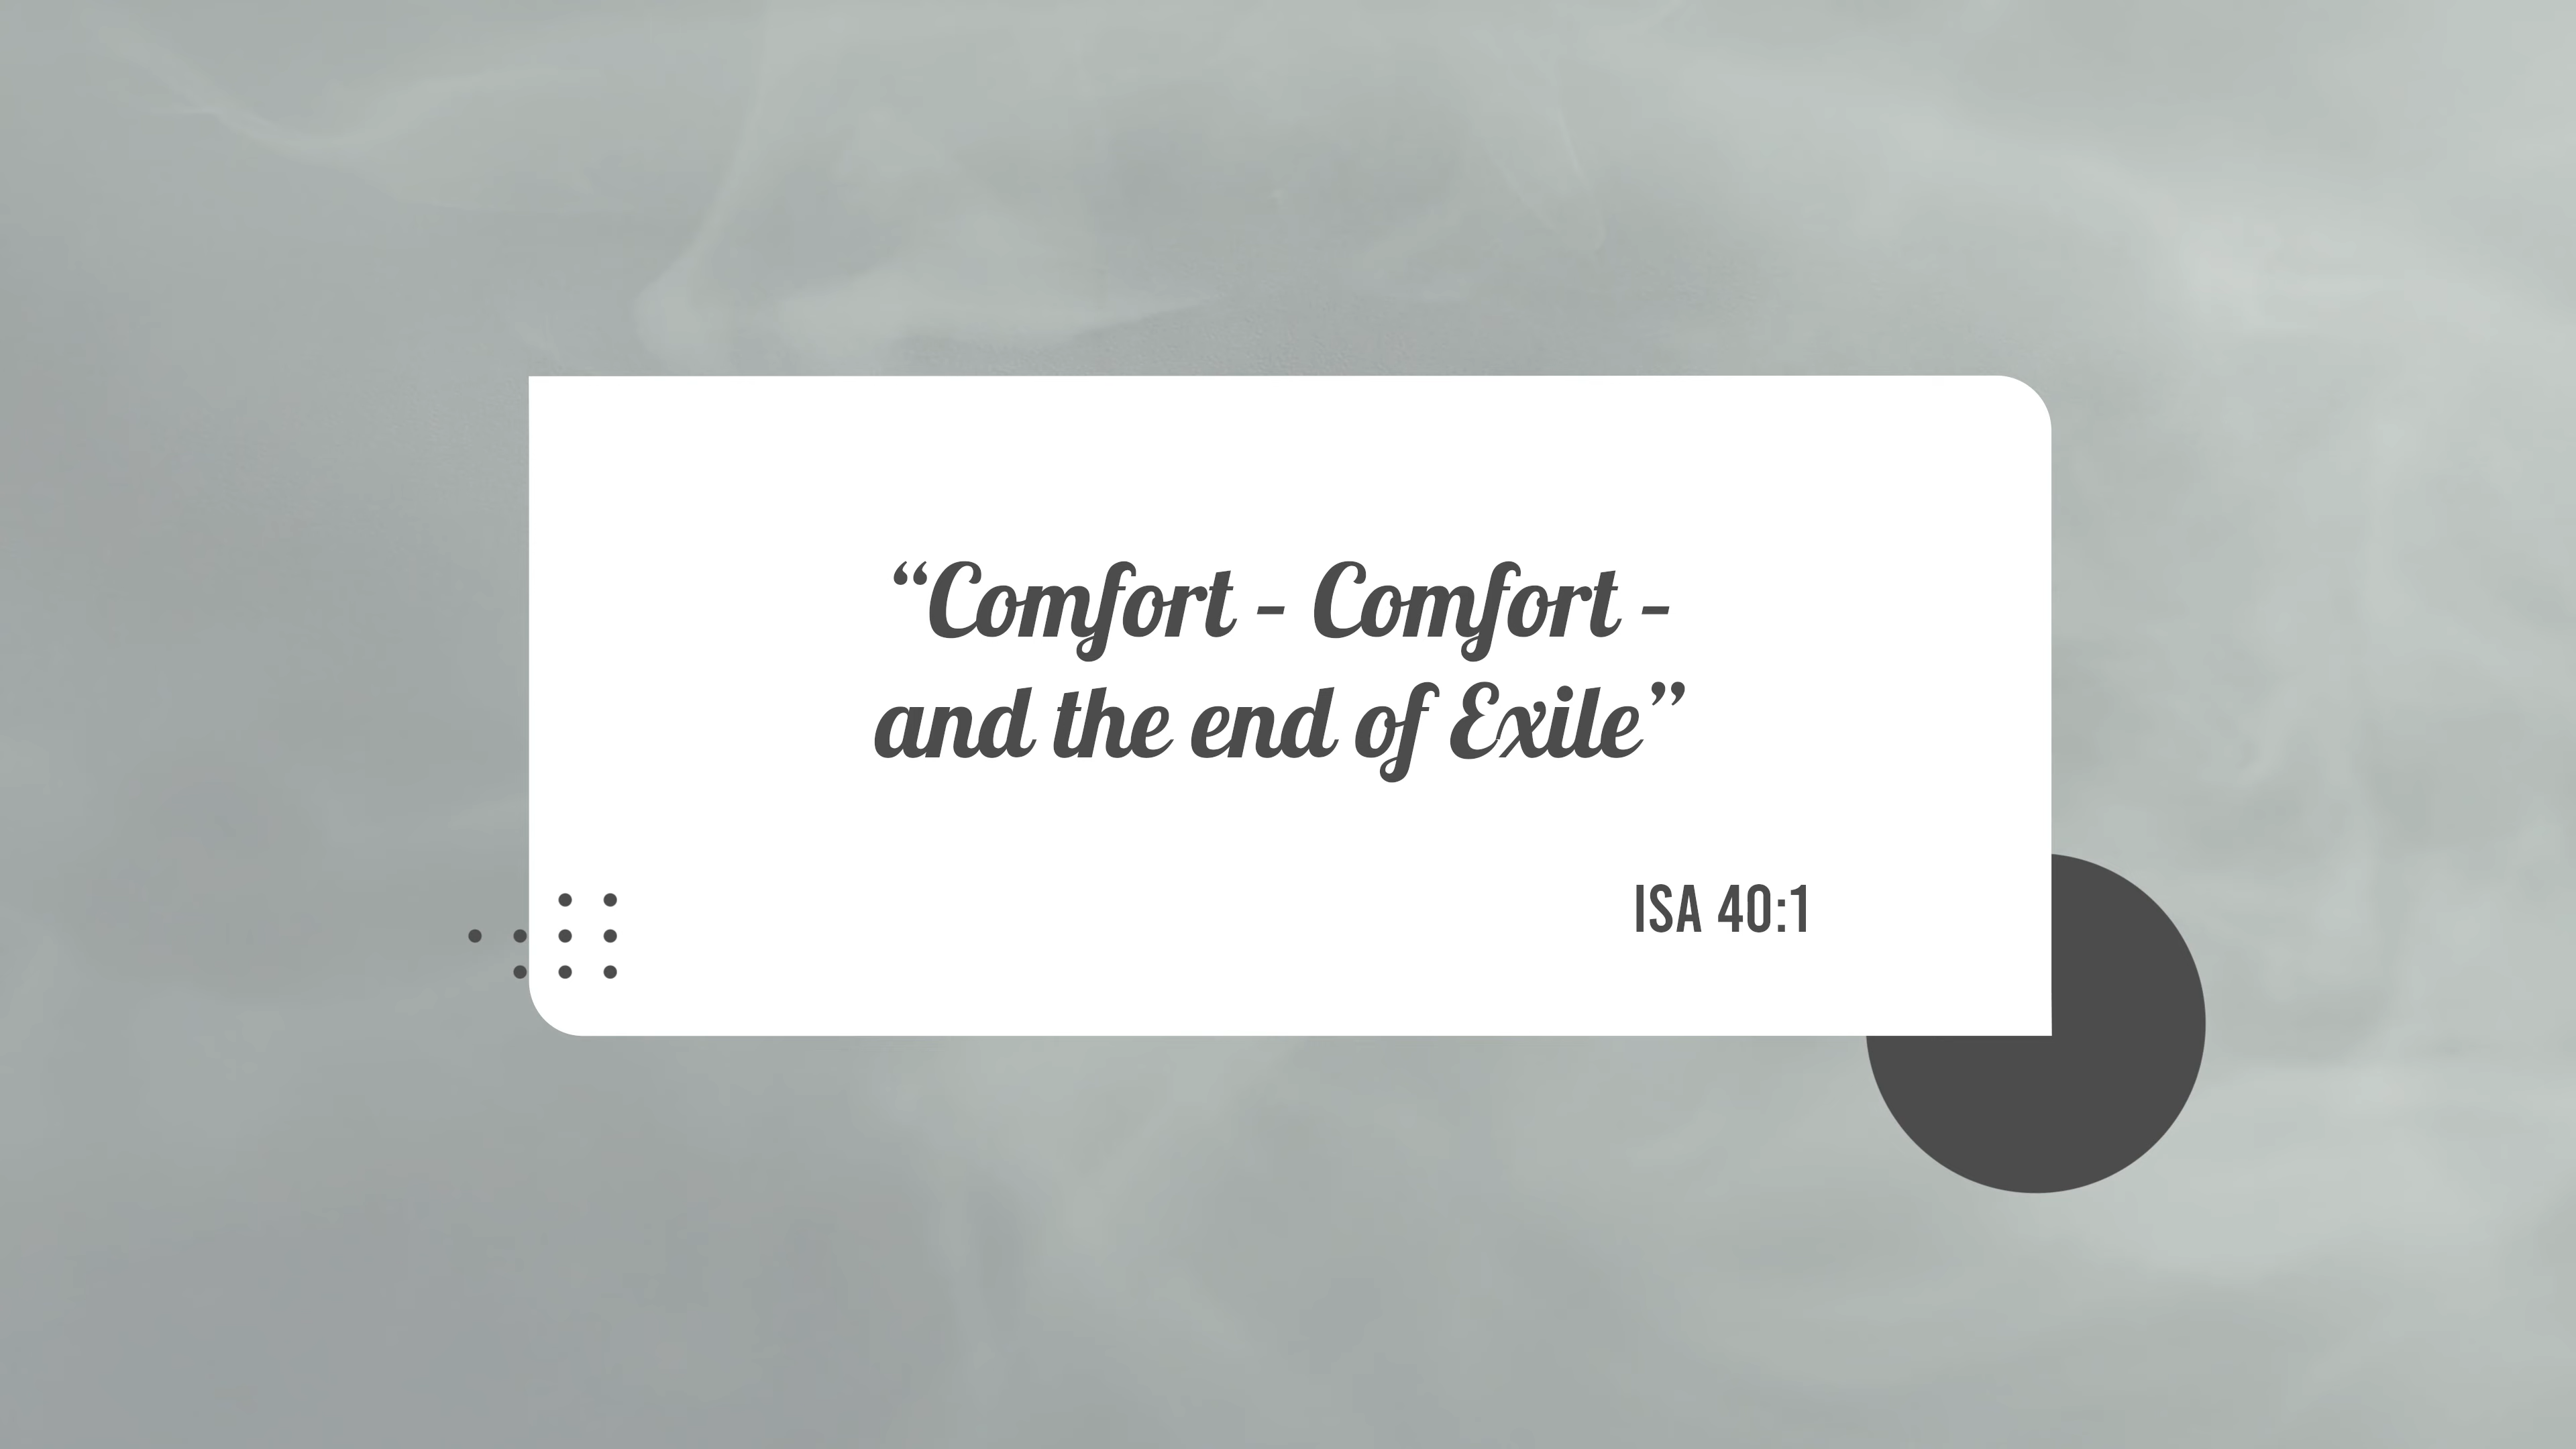 “Comfort - Comfort -
and the end of Exile”
ISA 40:1